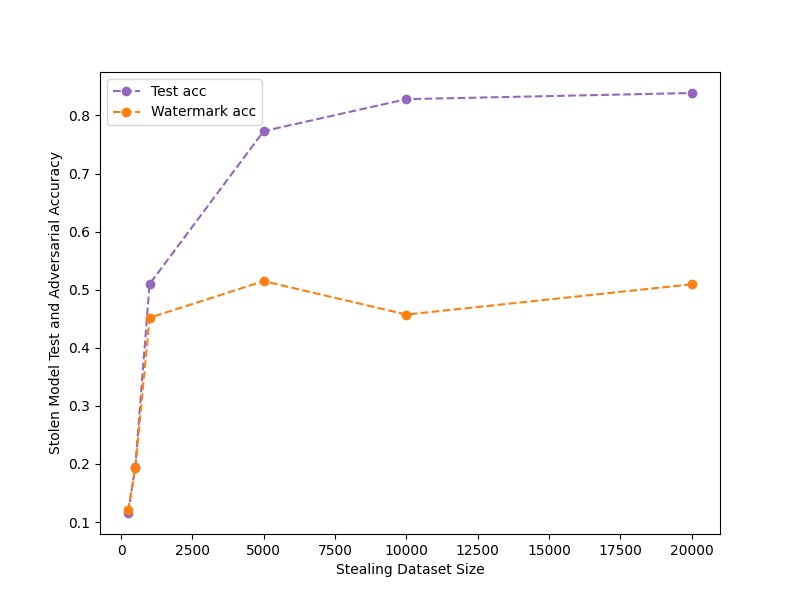 Test acc
Watermark acc
0.8
0.7
0.6
0.5
0.4
0.3
0.2
0.1
Stolen Model Test and Adversarial Accuracy
0 2500 5000 7500 10000 12500 15000 17500 20000
Stealing Dataset Size